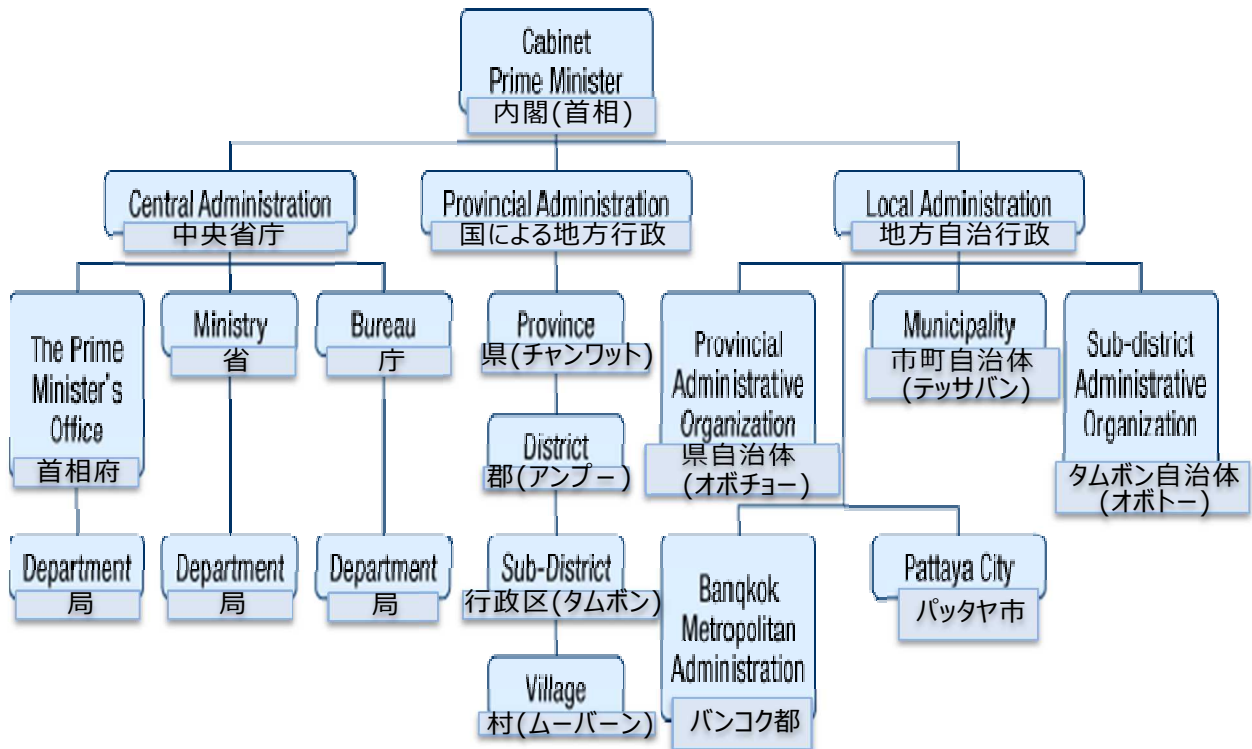 Cabinet
Prime Minister
内閣(首相)
Central Administration
中央省庁
Provincial Administration
国による地方行政
Local Administration
地方自治行政
The Prime
Minister's
Office
首相府
Ministry
省
Bureau
庁
Province
県(チャンワット)
Provincial
Administrative
Organization
県自治体
(オボチョー)
Municipality
市町自治体
(テッサバン)
Sub-district
Administrative
Organization
タムボン自治体
(オボトー)
District
郡(アンプー)
Department
局
Department
局
Department
局
Sub-District
行政区(タムボン)
Bangkok
Metropolitan
Administration
バンコク都
Pattaya City
パッタヤ市
Village
村(ムーバーン)